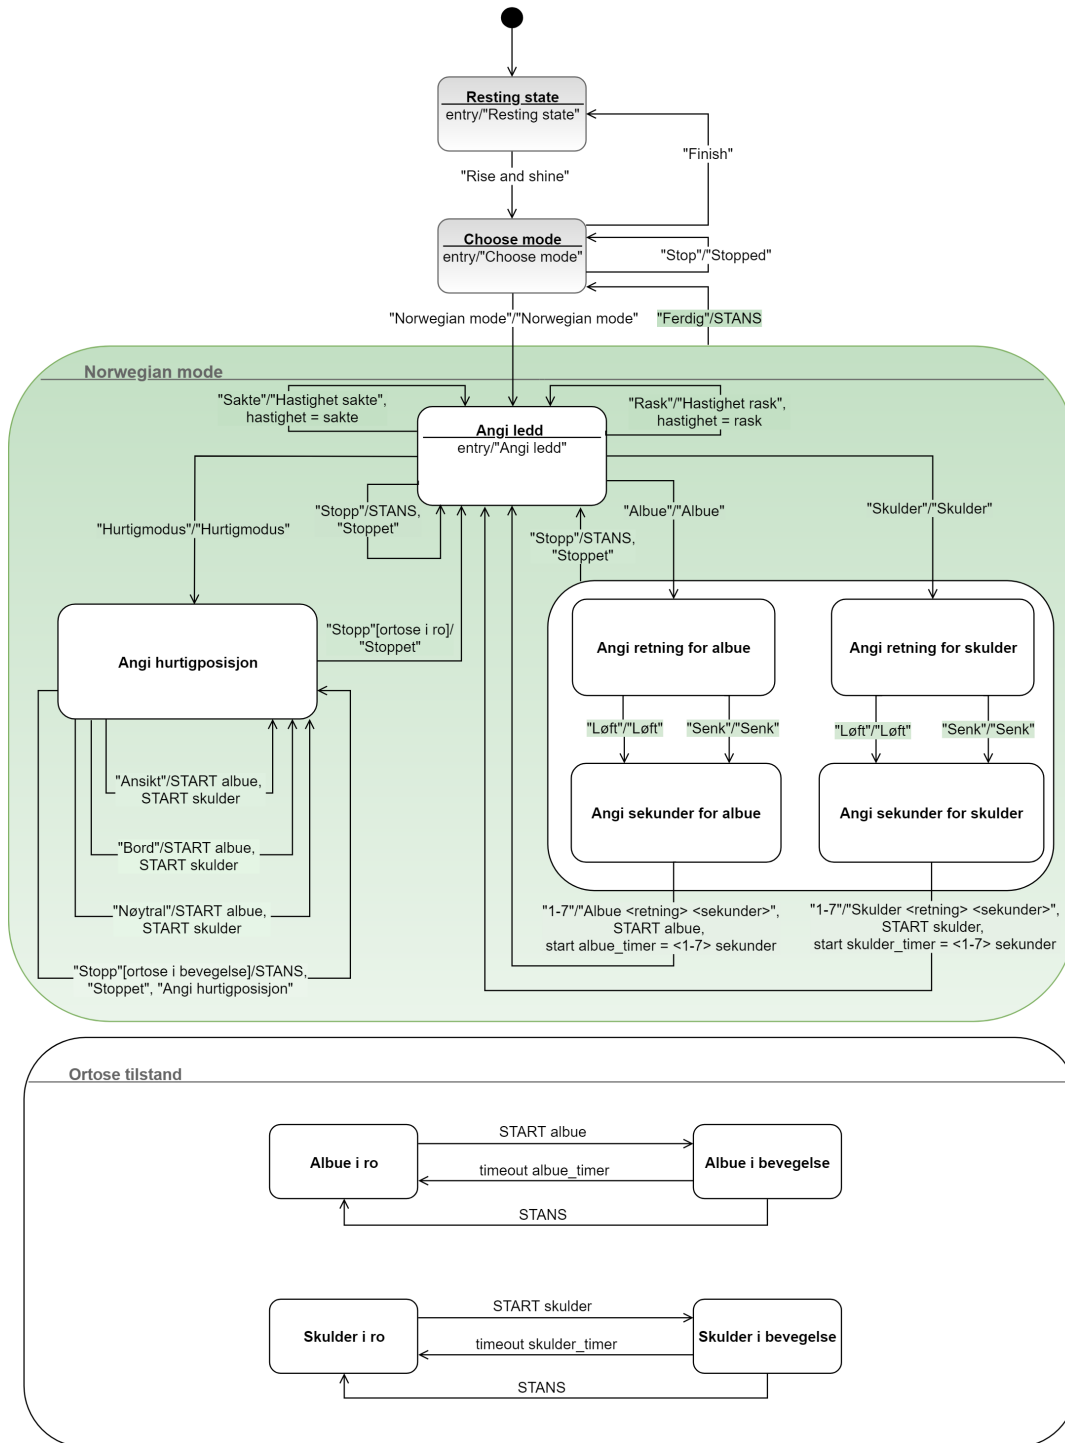 Resting state
entry/"Resting state"
"Finish"
"Rise and shine"
Choose mode
entry/"Choose mode"
"Stop"/"Stopped"
"Norwegian mode"/"Norwegian mode"
"Ferdig"/STANS
Norwegian mode
"Sakte"/"Hastighet sakte",
hastighet = sakte
"Rask"/"Hastighet rask",
hastighet = rask
Angi ledd
entry/"Angi ledd"
"Hurtigmodus"/"Hurtigmodus"
"Stopp"/STANS,
"Stoppet"
"Albue"/"Albue"
"Skulder"/"Skulder"
"Stopp"/STANS,
"Stoppet"
Angi hurtigposisjon
"Stopp"[ortose i ro]/
"Stoppet"
Angi retning for albue
Angi retning for skulder
"Løft"/"Løft"
"Senk"/"Senk"
"Løft"/"Løft"
"Senk"/"Senk"
"Ansikt"/START albue,
START skulder
Angi sekunder for albue
Angi sekunder for skulder
"Bord"/START albue,
START skulder
"Nøytral"/START albue,
START skulder
"1-7"/"Albue <retning> <sekunder>",
START albue,
start albue_timer = <1-7> sekunder
"1-7"/"Skulder <retning> <sekunder>",
START skulder,
start skulder_timer = <1-7> sekunder
"Stopp"[ortose i bevegelse]/STANS,
"Stoppet", "Angi hurtigposisjon"
Ortose tilstand
Albue i ro
START albue
timeout albue_timer
STANS
Albue i bevegelse
Skulder i ro
START skulder
timeout skulder_timer
STANS
Skulder i bevegelse